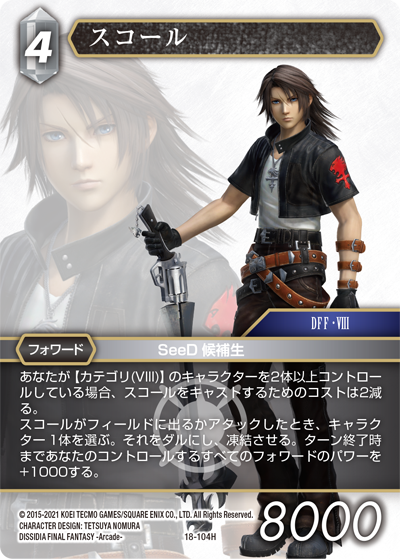 4
スコール
DFF・VIII
フォワード
SeeD 候補生
あなたが【カテゴリ(VIII)】のキャラクターを2体以上コントロール
している場合、スコールをキャストするためのコストは2減
る。
スコールがフィールドに出るかアタックしたとき、キャラク
ター1体を選ぶ。それをダルにし、凍結させる。ターン終了時
まであなたのコントロールするすべてのフォワードのパワーを
+1000する。
© 2015-2021 KOEI TECMO GAMES/SQUARE ENIX CO., LTD. All Rights Reserved.
CHARACTER DESIGN: TETSUYA NOMURA
DISSIDIA FINAL FANTASY -Arcade-
18-104H
8000